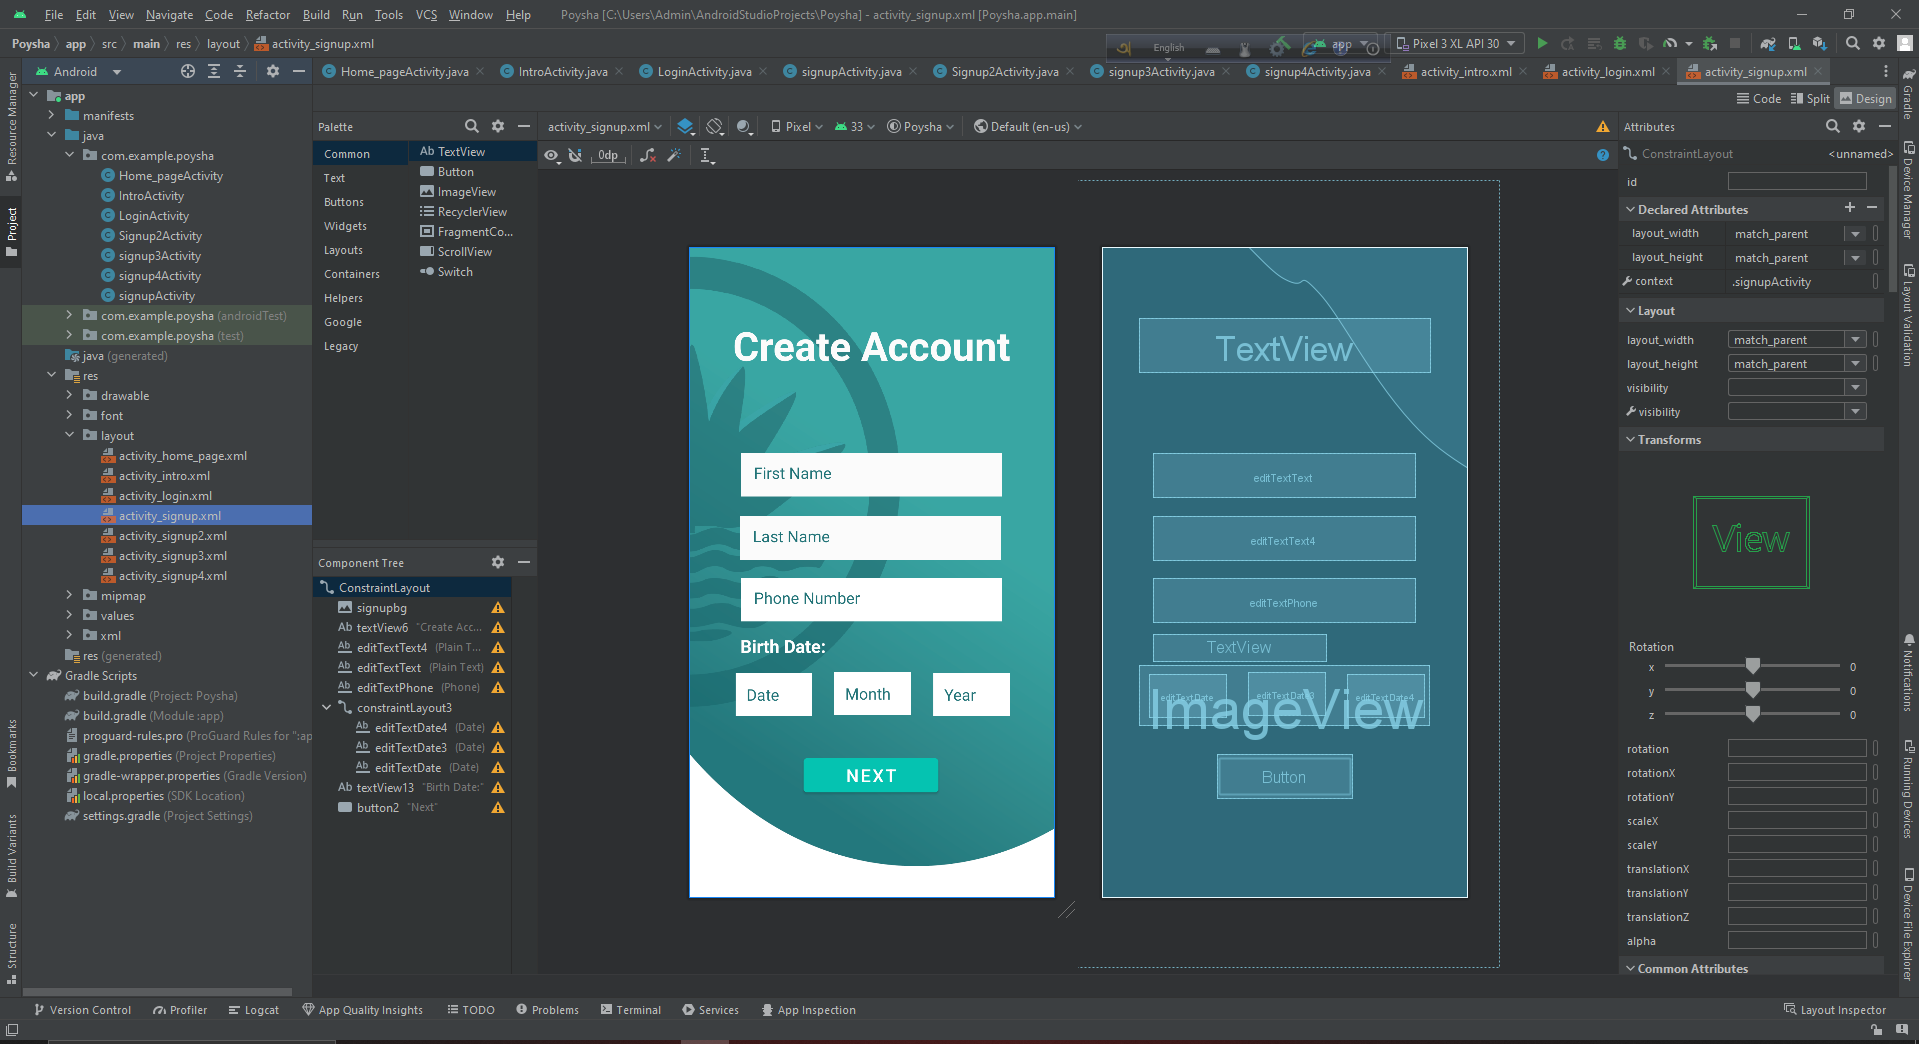 File Edit View Navigate Code Refactor Build Run Tools VCS Window Help Poysha [C:\Users\Admin\AndroidStudioProjects\Poysha] - activity_signup.xml [Poysha.app.main]
Poysha app src main res layout activity_signup.xml
English app Pixel 3 XL API 30
Android
Home_pageActivity.java IntroActivity.java LoginActivity.java signupActivity.java Signup2Activity.java signup3Activity.java signup4Activity.java activity_intro.xml activity_login.xml activity_signup.xml
Code Split Design
Resource Manager
Project
Bookmarks
Build Variants
Structure
app
manifests
java
com.example.poysha
Home_pageActivity
IntroActivity
LoginActivity
Signup2Activity
signup3Activity
signup4Activity
signupActivity
com.example.poysha (androidTest)
com.example.poysha (test)
java (generated)
res
drawable
font
layout
activity_home_page.xml
activity_intro.xml
activity_login.xml
activity_signup.xml
activity_signup2.xml
activity_signup3.xml
activity_signup4.xml
mipmap
values
xml
res (generated)
Gradle Scripts
build.gradle (Project: Poysha)
build.gradle (Module :app)
proguard-rules.pro (ProGuard Rules for ":ap
gradle.properties (Project Properties)
gradle-wrapper.properties (Gradle Version)
local.properties (SDK Location)
settings.gradle (Project Settings)
Palette
Common
Text
Buttons
Widgets
Layouts
Containers
Helpers
Google
Legacy
Ab TextView
Button
ImageView
RecyclerView
FragmentCo...
ScrollView
Switch
Component Tree
ConstraintLayout
signupbg
Ab textView6 "Create Acc...
Ab editTextText4 (Plain T...
Ab editTextText (Plain Text)
Ab editTextPhone (Phone)
constraintLayout3
Ab editTextDate4 (Date)
Ab editTextDate3 (Date)
Ab editTextDate (Date)
Ab textView13 "Birth Date:"
button2 "Next"
activity_signup.xml Pixel 33 Poysha Default (en-us)
0dp
Create Account
First Name
Last Name
Phone Number
Birth Date:
Date Month Year
NEXT
TextView
editTextText
editTextText4
editTextPhone
TextView
editTextDate editTextDate3 editTextDate4
ImageView
Button
Attributes
ConstraintLayout <unnamed>
id
Declared Attributes
layout_width match_parent
layout_height match_parent
context .signupActivity
Layout
layout_width match_parent
layout_height match_parent
visibility
visibility
Transforms
View
Rotation
x 0
y 0
z 0
rotation
rotationX
rotationY
scaleX
scaleY
translationX
translationY
translationZ
alpha
Common Attributes
Gradle
Device Manager
Layout Validation
Notifications
Running Devices
Device File Explorer
Version Control Profiler Logcat App Quality Insights TODO Problems Terminal Services App Inspection Layout Inspector